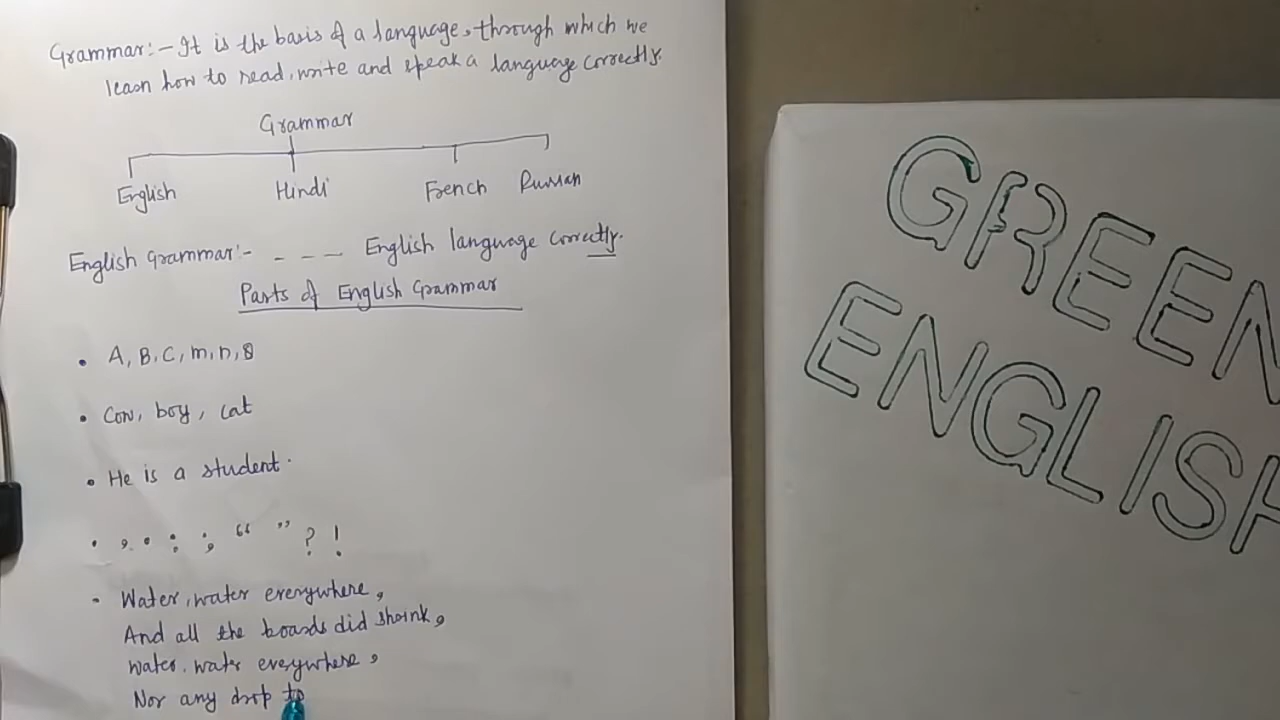 Grammar:- It is the basis of a language, through which we
learn how to read, write and speak a language correctly.
Grammar
English Hindi French Russian
English Grammar:- - - - English language correctly.
Parts of English Grammar
• A, B, C, m, n, 8
• Cow, boy, cat
• He is a student.
• , . : ; “ ” ? !
- Water, water everywhere,
And all the boards did shrink,
water, water everywhere,
Nor any drop to
GREEN
ENGLISH